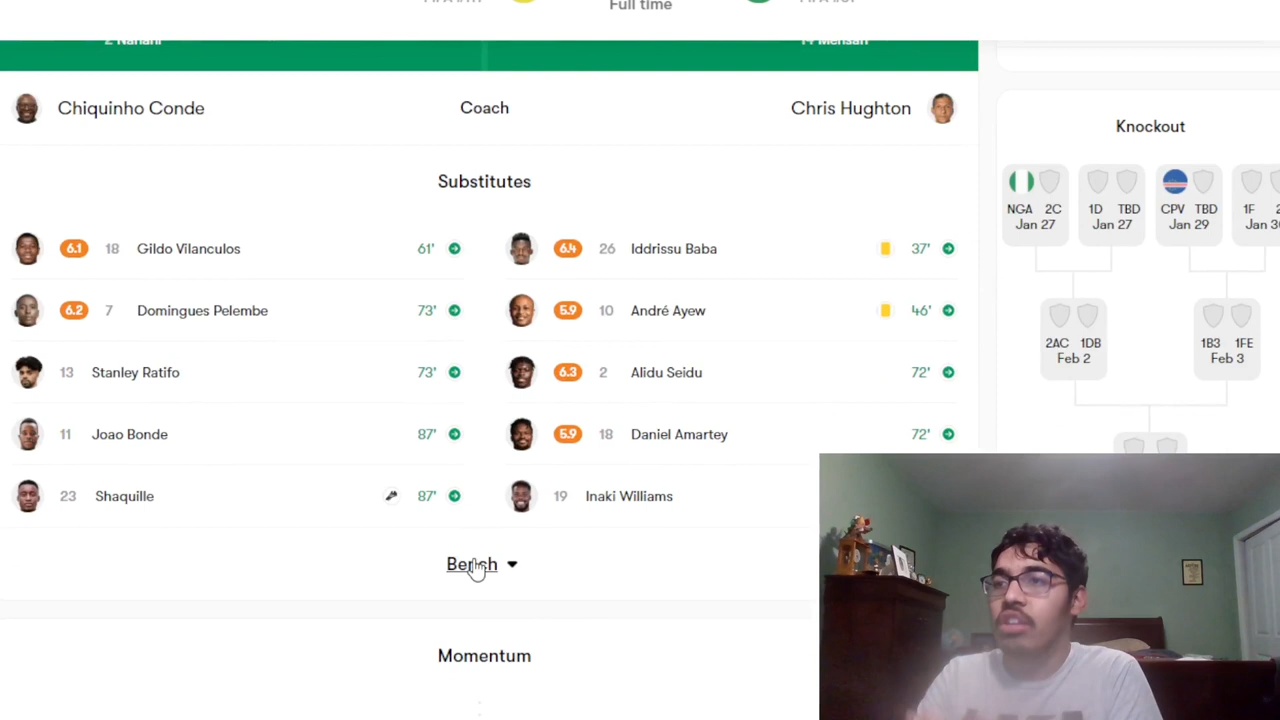 Full time
2 Nanani
14 Mensah
Chiquinho Conde
Coach
Chris Hughton
Substitutes
6.1 18 Gildo Vilanculos 61'
6.4 26 Iddrissu Baba 37'
6.2 7 Domingues Pelembe 73'
5.9 10 André Ayew 46'
13 Stanley Ratifo 73'
6.3 2 Alidu Seidu 72'
11 Joao Bonde 87'
5.9 18 Daniel Amartey 72'
23 Shaquille 87'
19 Inaki Williams
Bench
Momentum
Knockout
NGA 2C
Jan 27
1D TBD
Jan 27
CPV TBD
Jan 29
1F
2AC 1DB
Feb 2
1B3 1FE
Feb 3